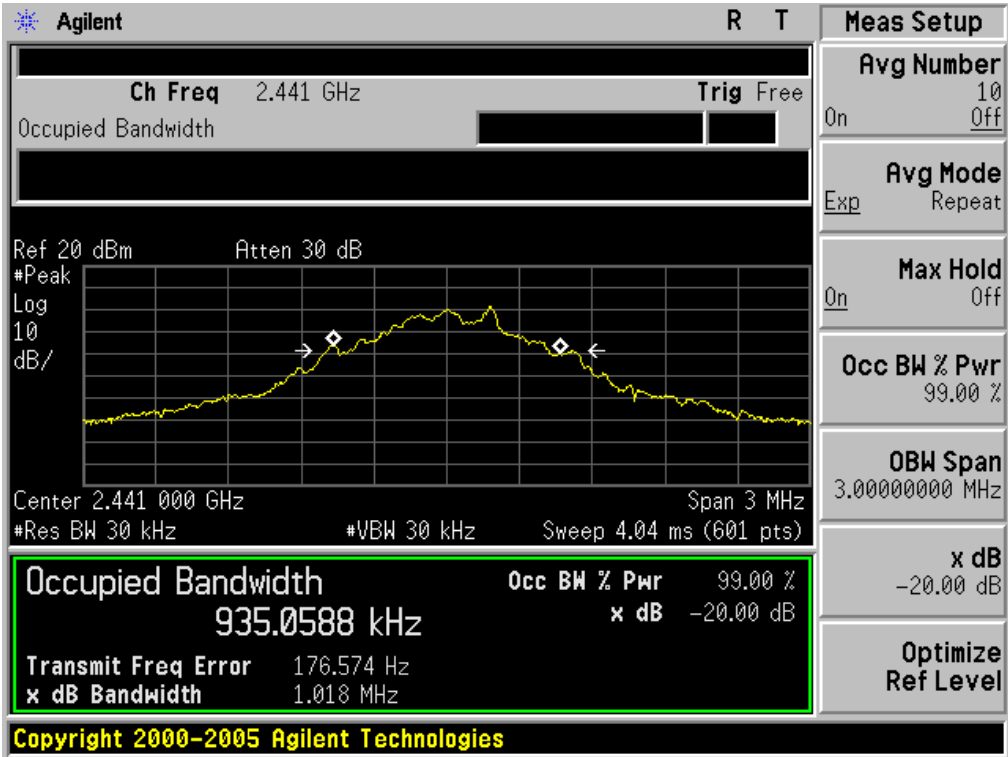 Agilent R T
Ch Freq 2.441 GHz Trig Free
Occupied Bandwidth
Ref 20 dBm Atten 30 dB
#Peak
Log
10
dB/
Center 2.441 000 GHz Span 3 MHz
#Res BW 30 kHz #VBW 30 kHz Sweep 4.04 ms (601 pts)
Occupied Bandwidth Occ BW % Pwr 99.00 %
935.0588 kHz x dB -20.00 dB
Transmit Freq Error 176.574 Hz
x dB Bandwidth 1.018 MHz
Copyright 2000-2005 Agilent Technologies
Meas Setup
Avg Number
10
On Off
Avg Mode
Exp Repeat
Max Hold
On Off
Occ BW % Pwr
99.00 %
OBW Span
3.00000000 MHz
x dB
-20.00 dB
Optimize
Ref Level